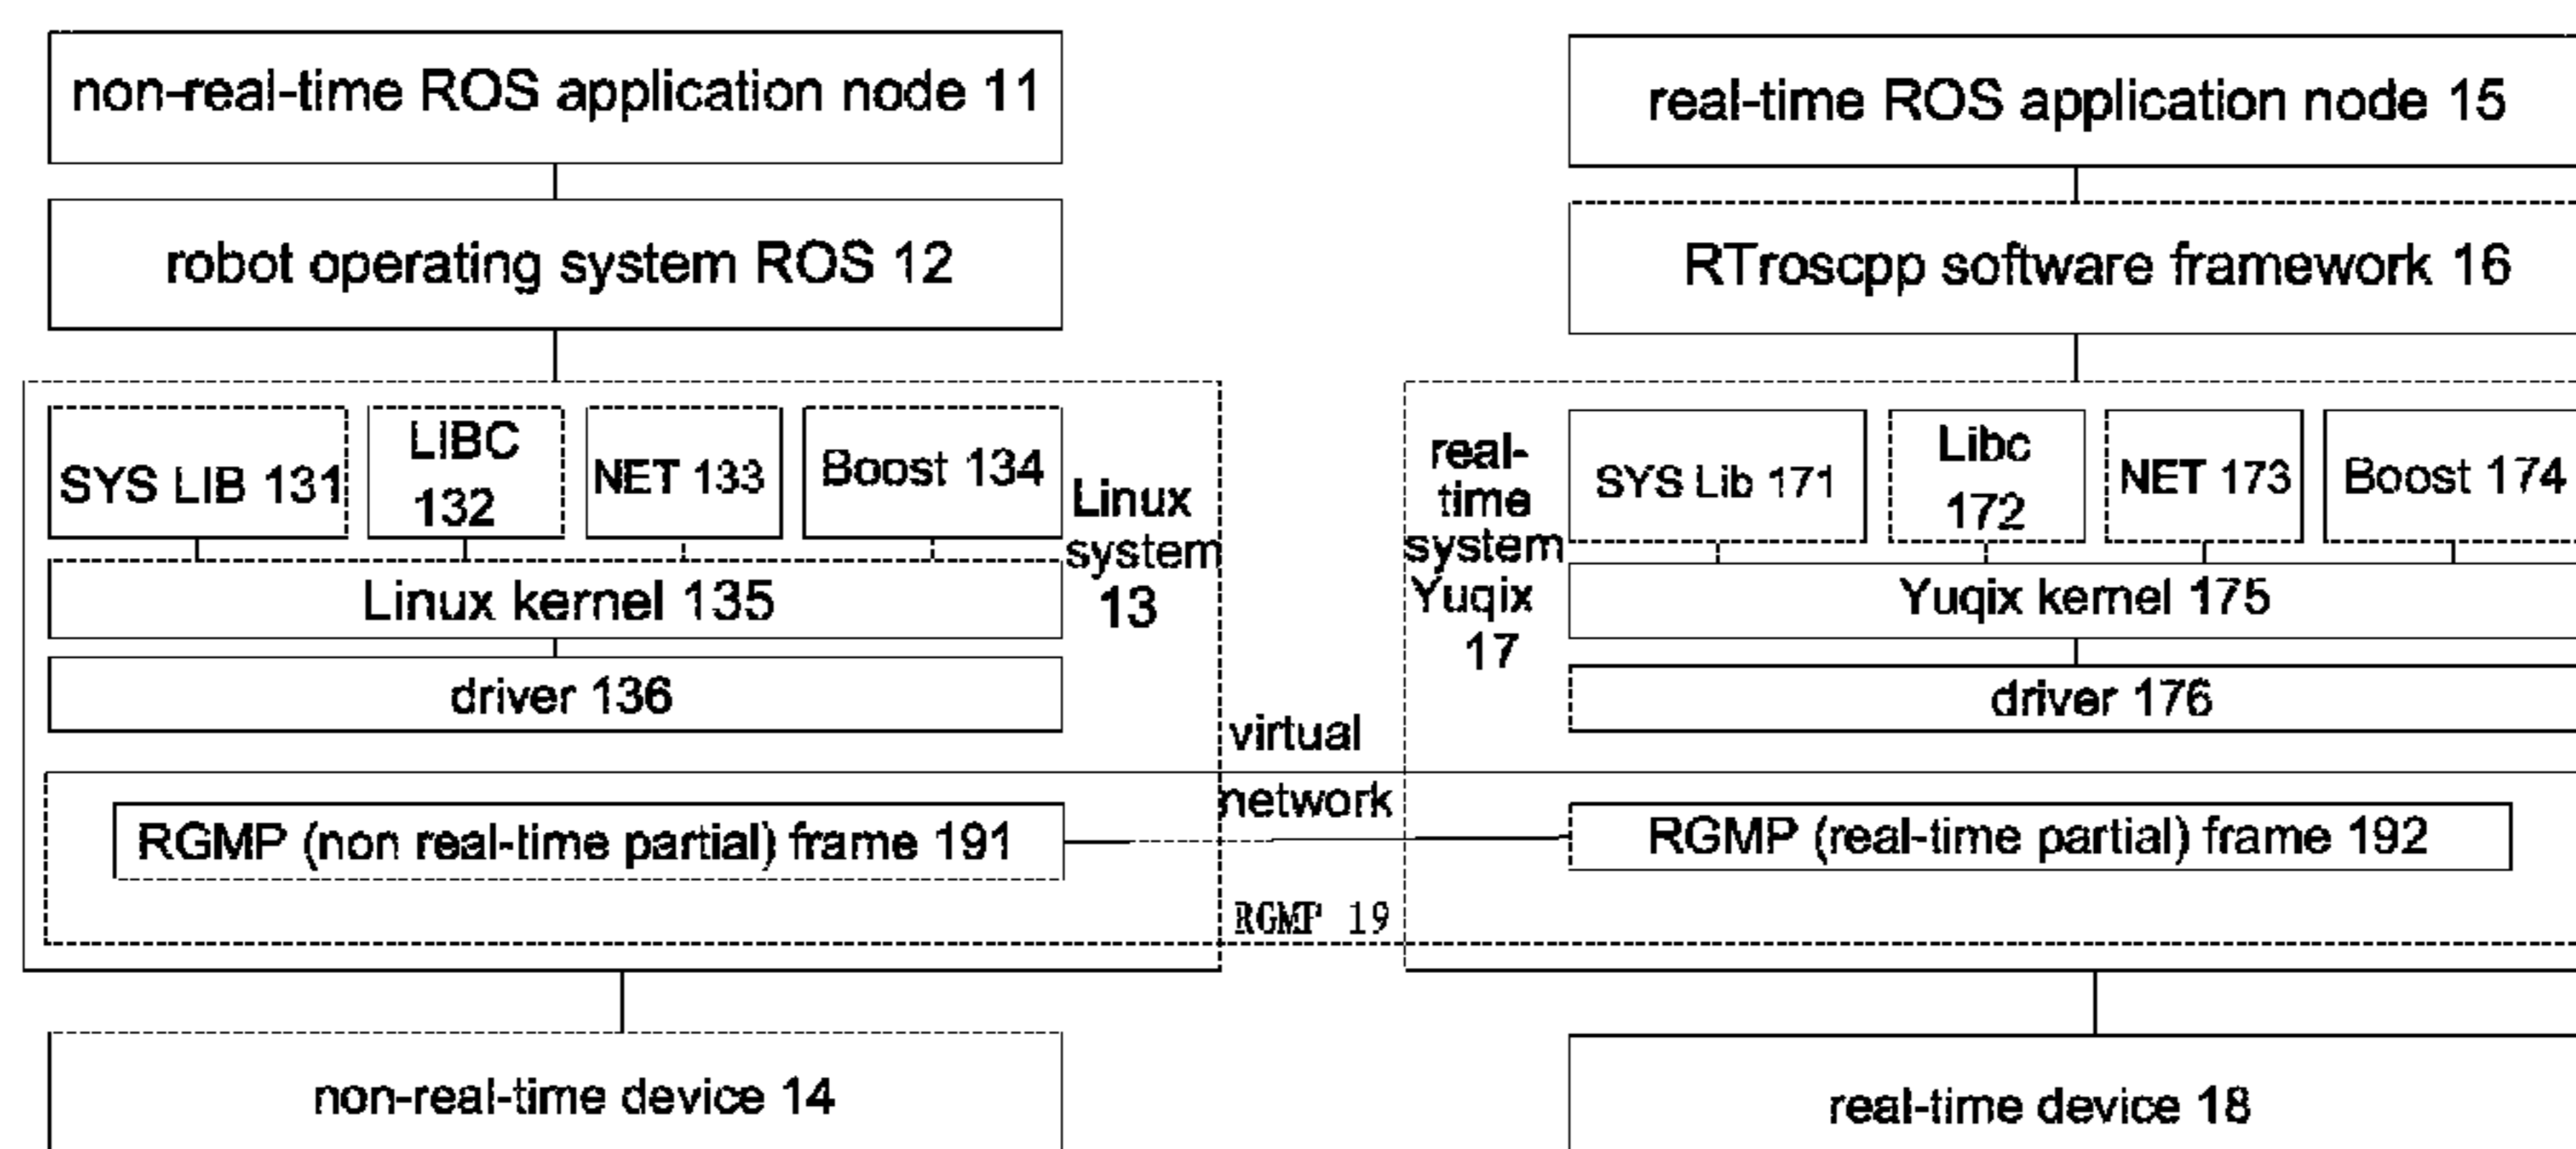 non-real-time ROS application node 11
real-time ROS application node 15
robot operating system ROS 12
RTroscpp software framework 16
SYS LIB 131
LIBC
132
NET 133
Boost 134
Linux
system
13
real-
time
system
Yuqix
17
SYS Lib 171
Libc
172
NET 173
Boost 174
Linux kernel 135
Yuqix kernel 175
driver 136
driver 176
virtual
network
RGMP (non real-time partial) frame 191
RGMP (real-time partial) frame 192
RGMP 19
non-real-time device 14
real-time device 18